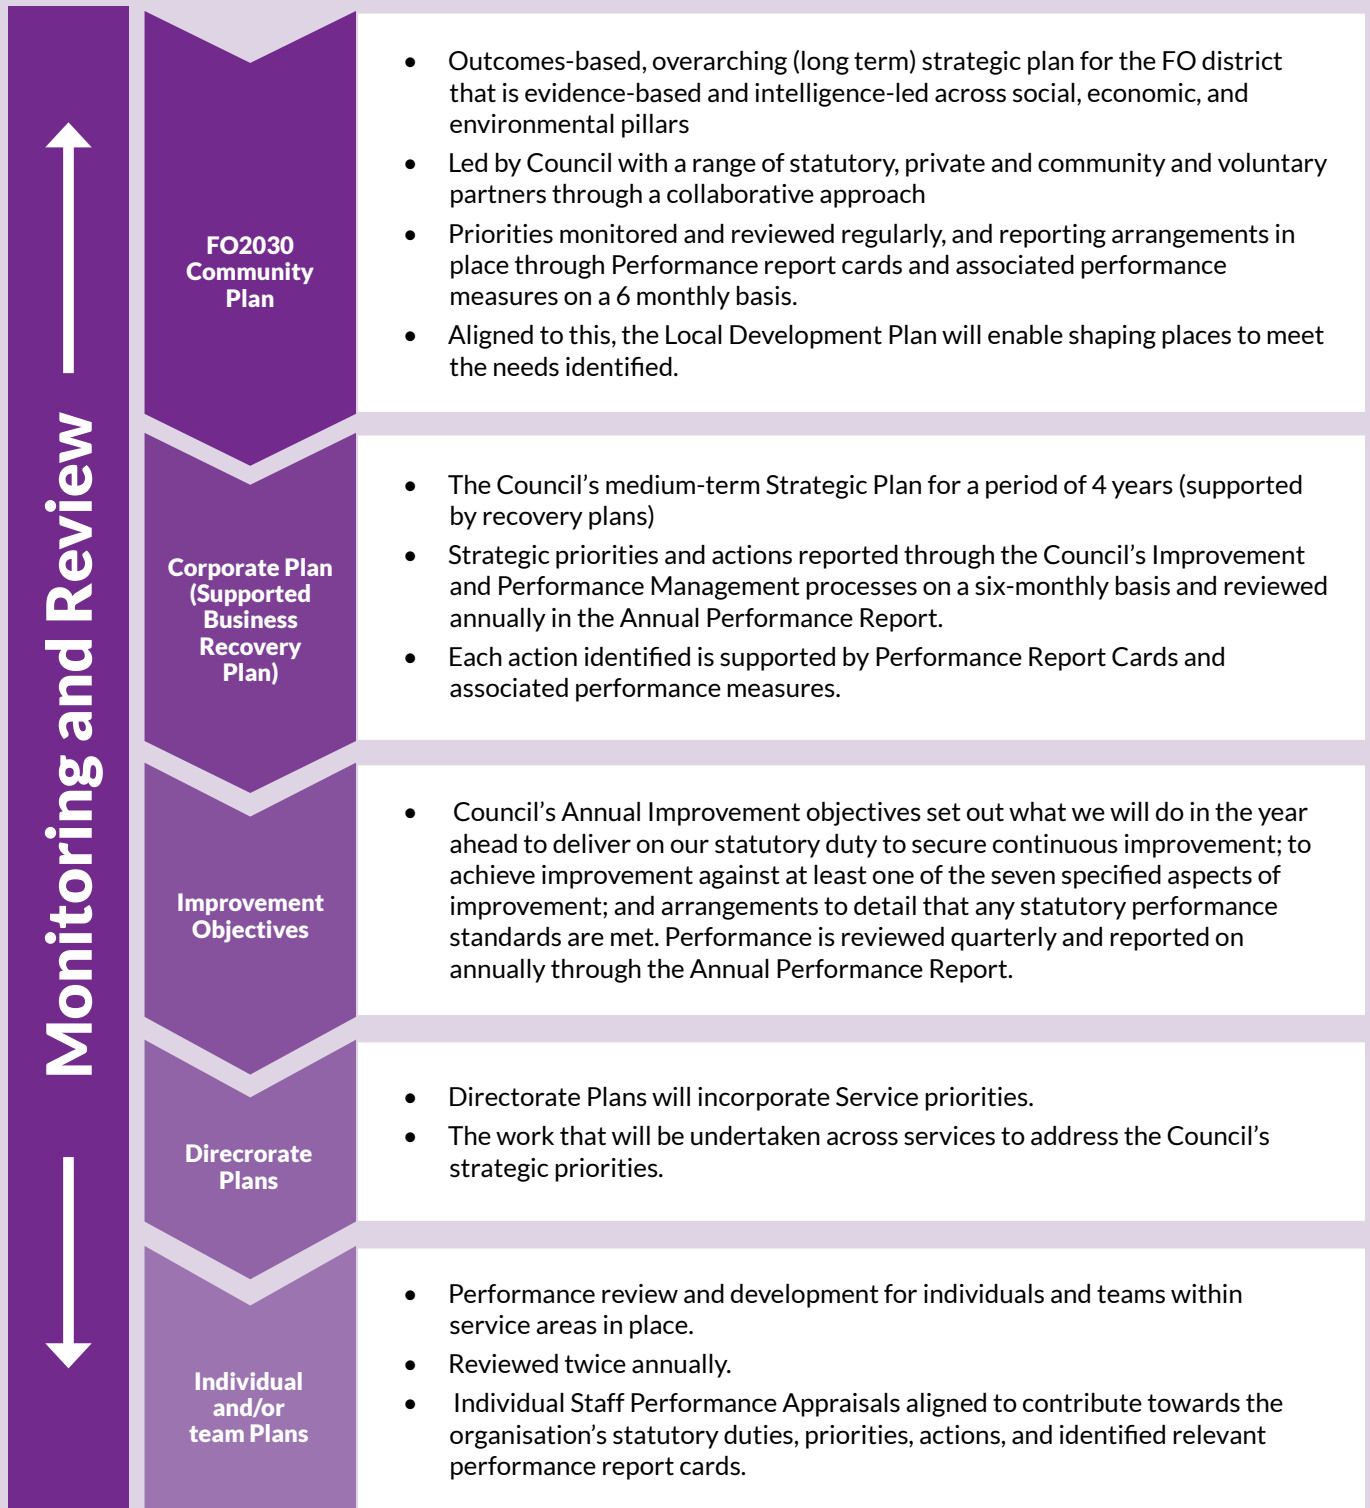 Monitoring and Review
FO2030
Community
Plan
• Outcomes-based, overarching (long term) strategic plan for the FO district
that is evidence-based and intelligence-led across social, economic, and
environmental pillars
• Led by Council with a range of statutory, private and community and voluntary
partners through a collaborative approach
• Priorities monitored and reviewed regularly, and reporting arrangements in
place through Performance report cards and associated performance
measures on a 6 monthly basis.
• Aligned to this, the Local Development Plan will enable shaping places to meet
the needs identified.
Corporate Plan
(Supported
Business
Recovery
Plan)
• The Council’s medium-term Strategic Plan for a period of 4 years (supported
by recovery plans)
• Strategic priorities and actions reported through the Council’s Improvement
and Performance Management processes on a six-monthly basis and reviewed
annually in the Annual Performance Report.
• Each action identified is supported by Performance Report Cards and
associated performance measures.
Improvement
Objectives
• Council’s Annual Improvement objectives set out what we will do in the year
ahead to deliver on our statutory duty to secure continuous improvement; to
achieve improvement against at least one of the seven specified aspects of
improvement; and arrangements to detail that any statutory performance
standards are met. Performance is reviewed quarterly and reported on
annually through the Annual Performance Report.
Direcrorate
Plans
• Directorate Plans will incorporate Service priorities.
• The work that will be undertaken across services to address the Council’s
strategic priorities.
Individual
and/or
team Plans
• Performance review and development for individuals and teams within
service areas in place.
• Reviewed twice annually.
• Individual Staff Performance Appraisals aligned to contribute towards the
organisation’s statutory duties, priorities, actions, and identified relevant
performance report cards.